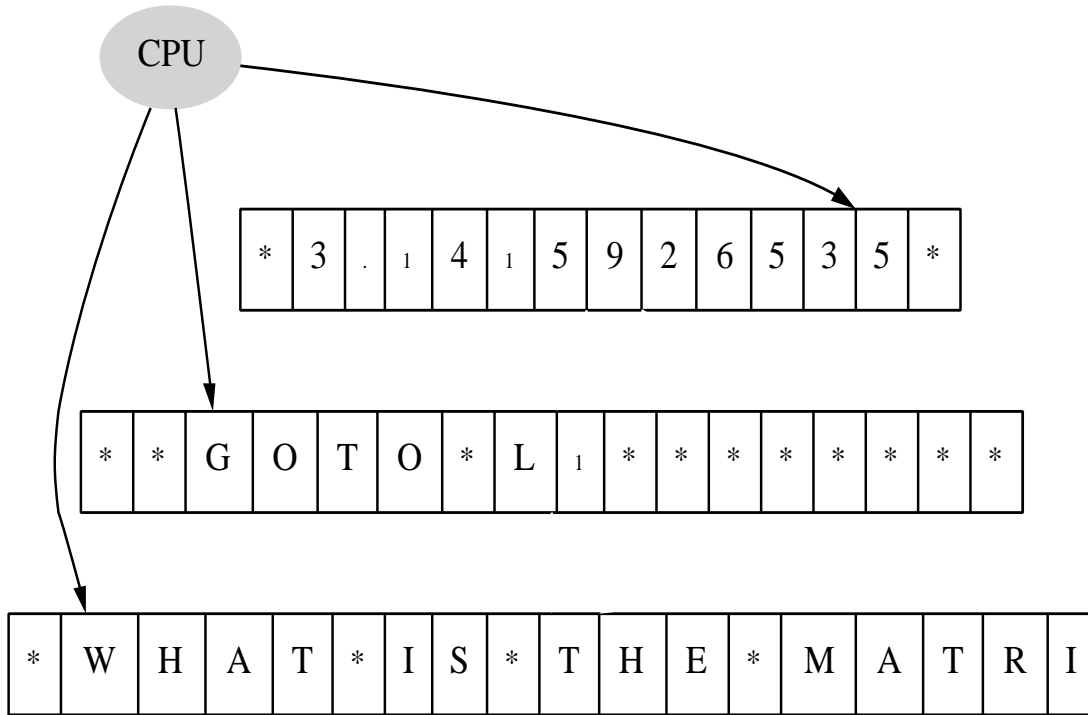 CPU
* 3 . 1 4 1 5 9 2 6 5 3 5 *
* * G O T O * L 1 * * * * * * * *
* W H A T * I S * T H E * M A T R I